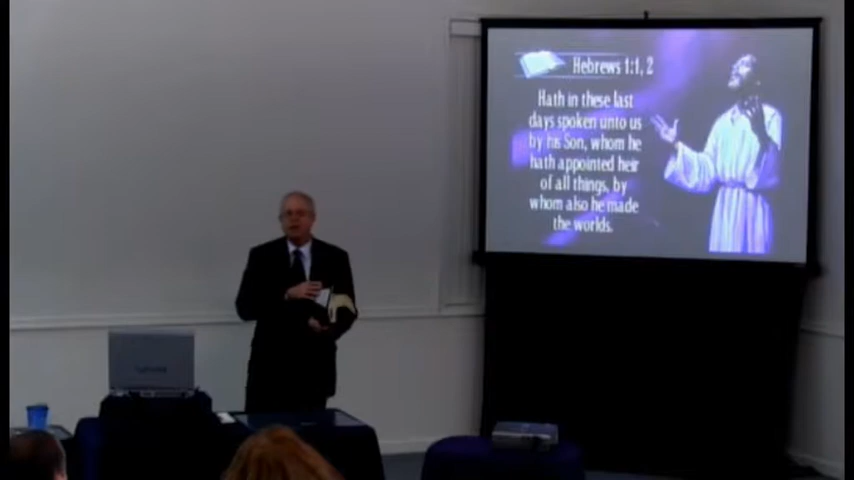 Hebrews 1:1, 2
Hath in these last
days spoken unto us
by his Son, whom he
hath appointed heir
of all things, by
whom also he made
the worlds.